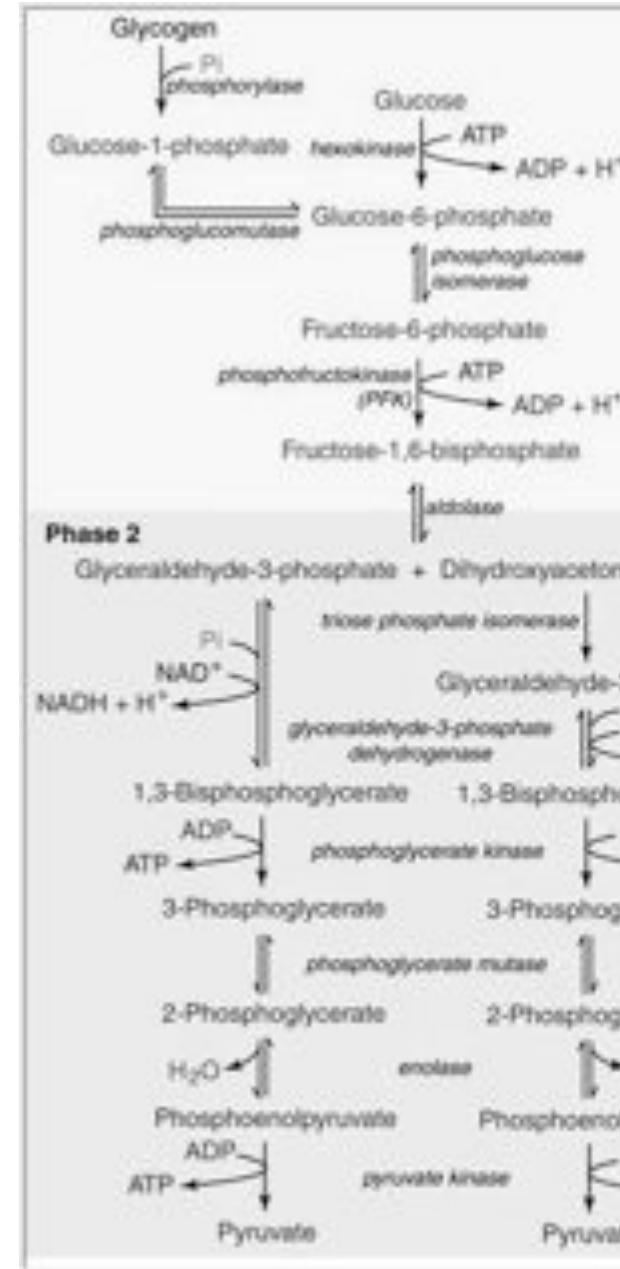 Glycogen
Pi
phosphorylase
Glucose
Glucose-1-phosphate
hexokinase
ATP
ADP + H+
phosphoglucomutase
Glucose-6-phosphate
phosphoglucose
isomerase
Fructose-6-phosphate
phosphofructokinase
(PFK)
ATP
ADP + H+
Fructose-1,6-bisphosphate
aldolase
Phase 2
Glyceraldehyde-3-phosphate + Dihydroxyaceton
triose phosphate isomerase
Pi
NAD+
NADH + H+
Glyceraldehyde-
glyceraldehyde-3-phosphate
dehydrogenase
1,3-Bisphosphoglycerate
1,3-Bispho​spho
ADP
ATP
phosphoglycerate kinase
3-Phosphoglycerate
3-Phosphog
phosphoglycerate mutase
2-Phosphoglycerate
2-Phosphog
H2O
enolase
Phosphoenolpyruvate
Phosphoenol
ADP
ATP
pyruvate kinase
Pyruvate
Pyruva